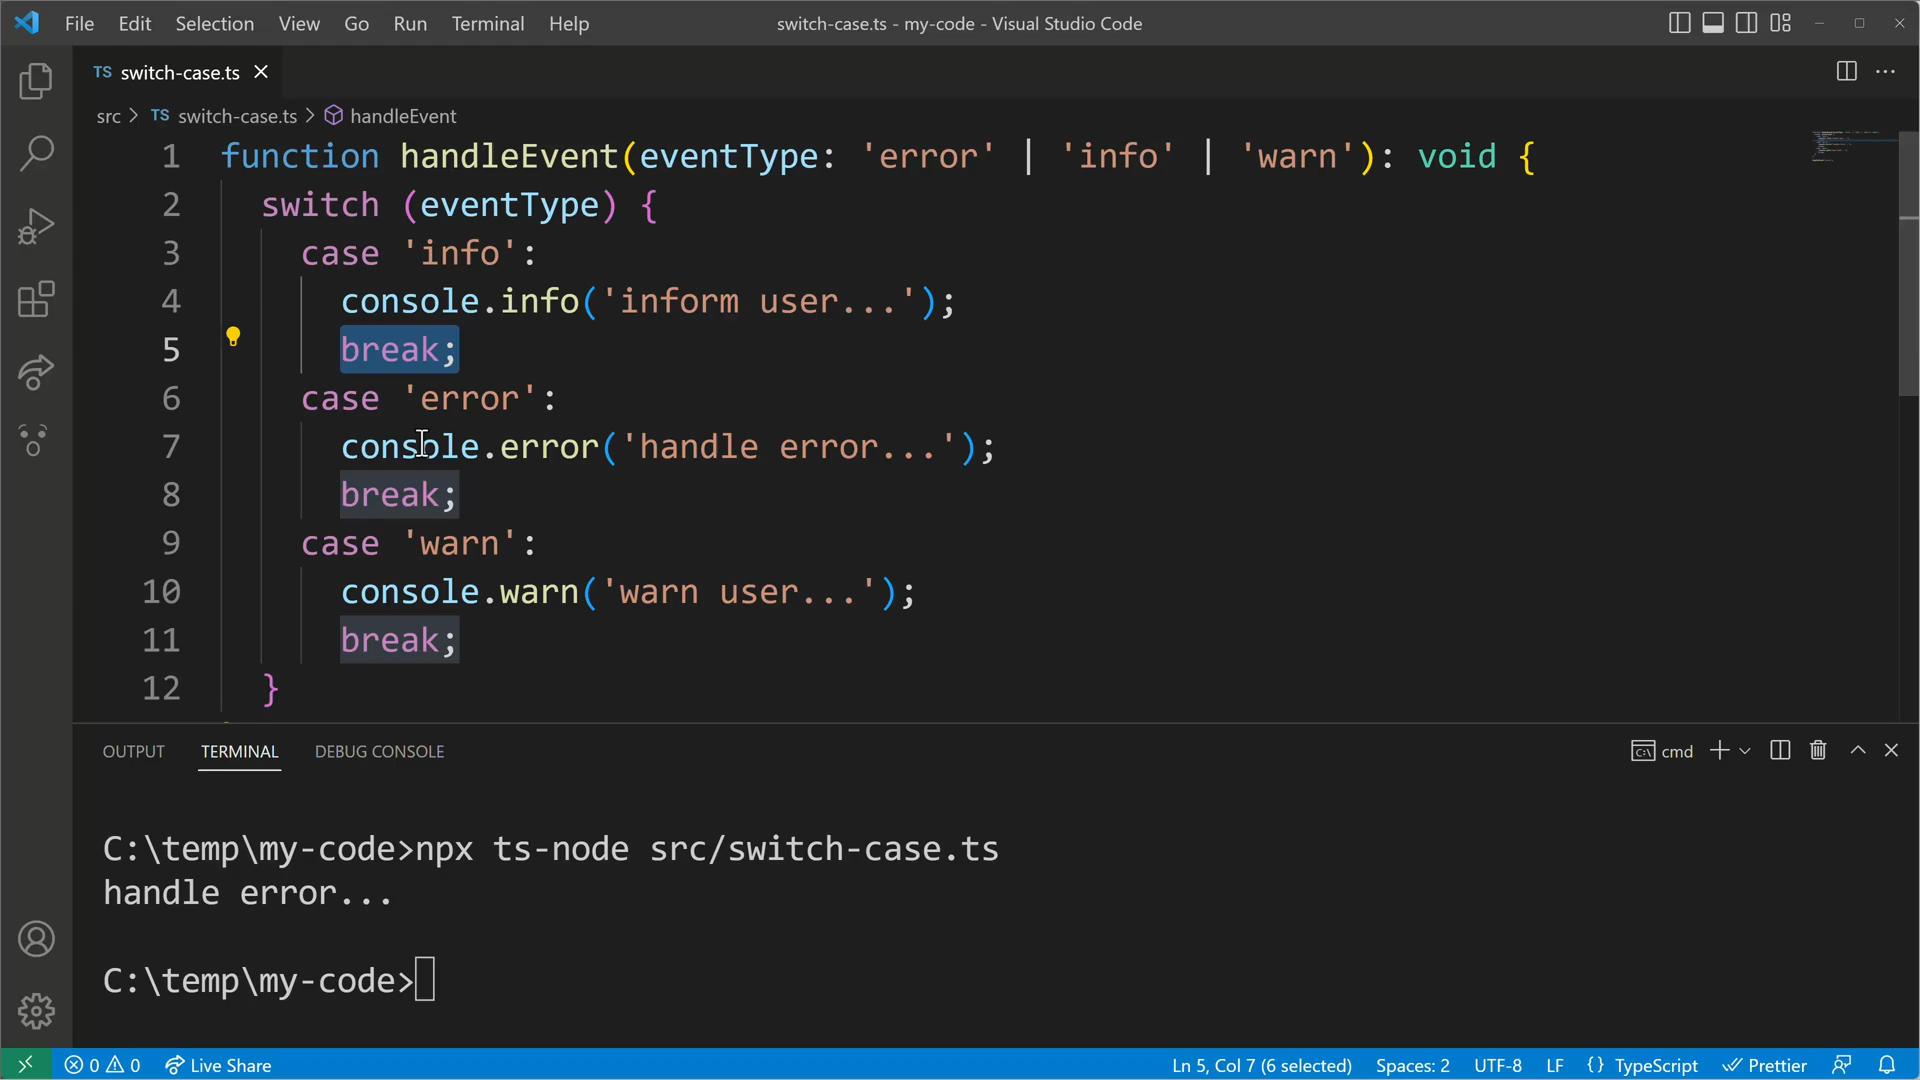 File Edit Selection View Go Run Terminal Help switch-case.ts - my-code - Visual Studio Code
TS switch-case.ts
src > TS switch-case.ts > handleEvent
1 function handleEvent(eventType: 'error' | 'info' | 'warn'): void {
2 switch (eventType) {
3 case 'info':
4 console.info('inform user...');
5 break;
6 case 'error':
7 console.error('handle error...');
8 break;
9 case 'warn':
10 console.warn('warn user...');
11 break;
12 }
OUTPUT TERMINAL DEBUG CONSOLE cmd
C:\temp\my-code>npx ts-node src/switch-case.ts
handle error...
C:\temp\my-code>
0 0 Live Share Ln 5, Col 7 (6 selected) Spaces: 2 UTF-8 LF {} TypeScript Prettier